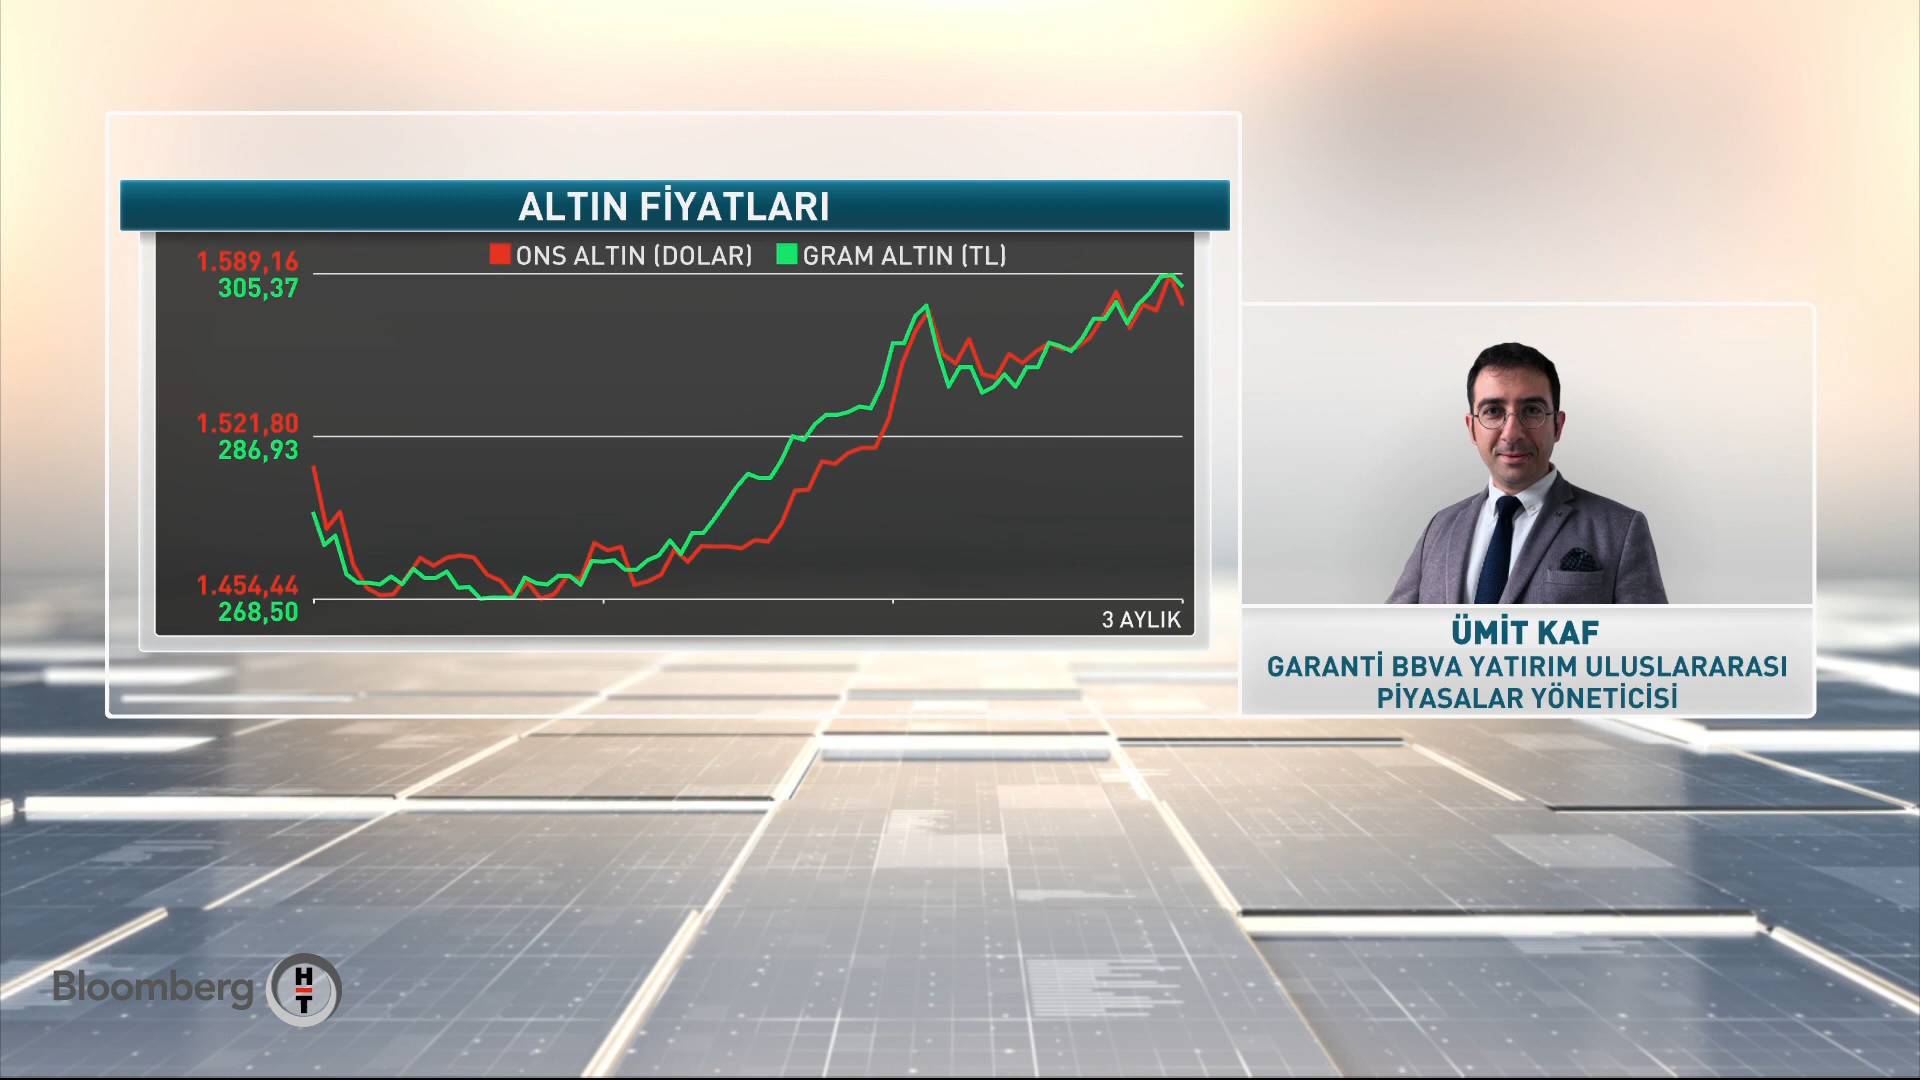 ALTIN FİYATLARI
ONS ALTIN (DOLAR) GRAM ALTIN (TL)
1.589,16
305,37
1.521,80
286,93
1.454,44
268,50
3 AYLIK
ÜMİT KAF
GARANTİ BBVA YATIRIM ULUSLARARASI
PİYASALAR YÖNETİCİSİ
Bloomberg HT